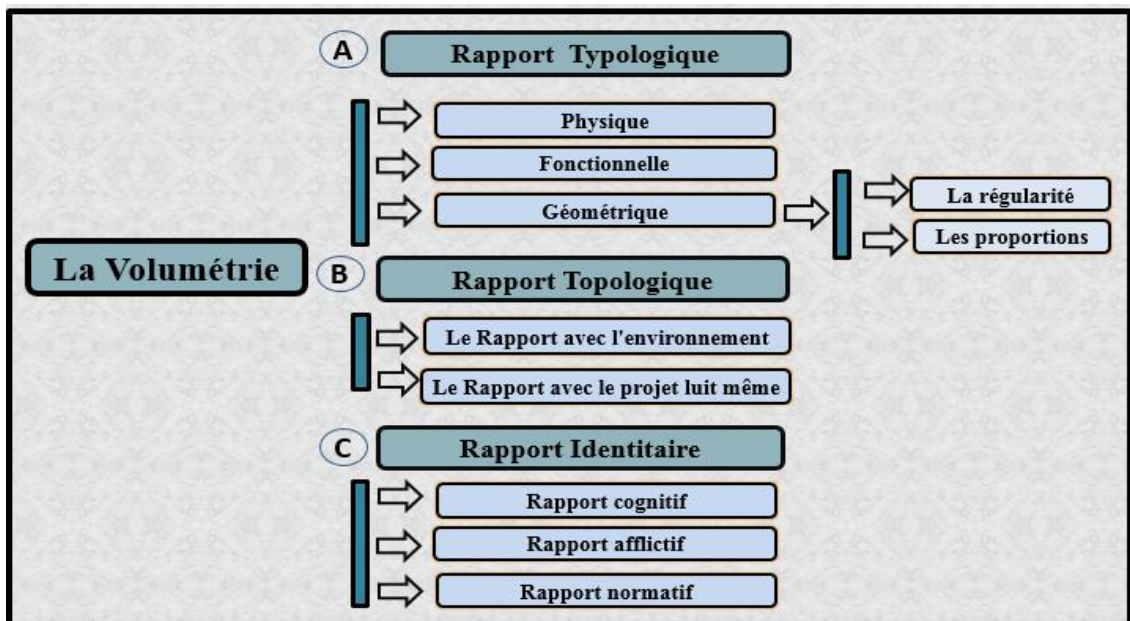 A
Rapport Typologique
Physique
Fonctionnelle
Géométrique
La régularité
Les proportions
La Volumétrie
B
Rapport Topologique
Le Rapport avec l'environnement
Le Rapport avec le projet luit même
C
Rapport Identitaire
Rapport cognitif
Rapport afflictif
Rapport normatif